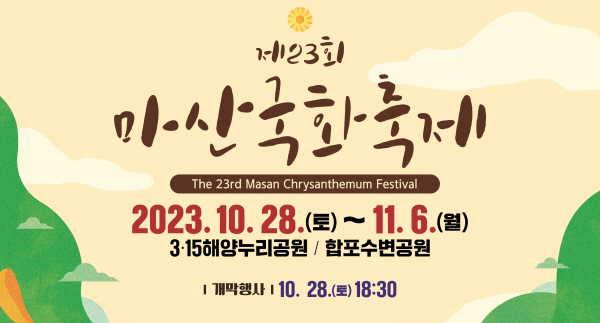 제23회
마산국화축제
The 23rd Masan Chrysanthemum Festival
2023. 10. 28.(토) ~ 11. 6.(월)
3·15해양누리공원 / 합포수변공원
| 개막행사 | 10. 28.(토) 18:30